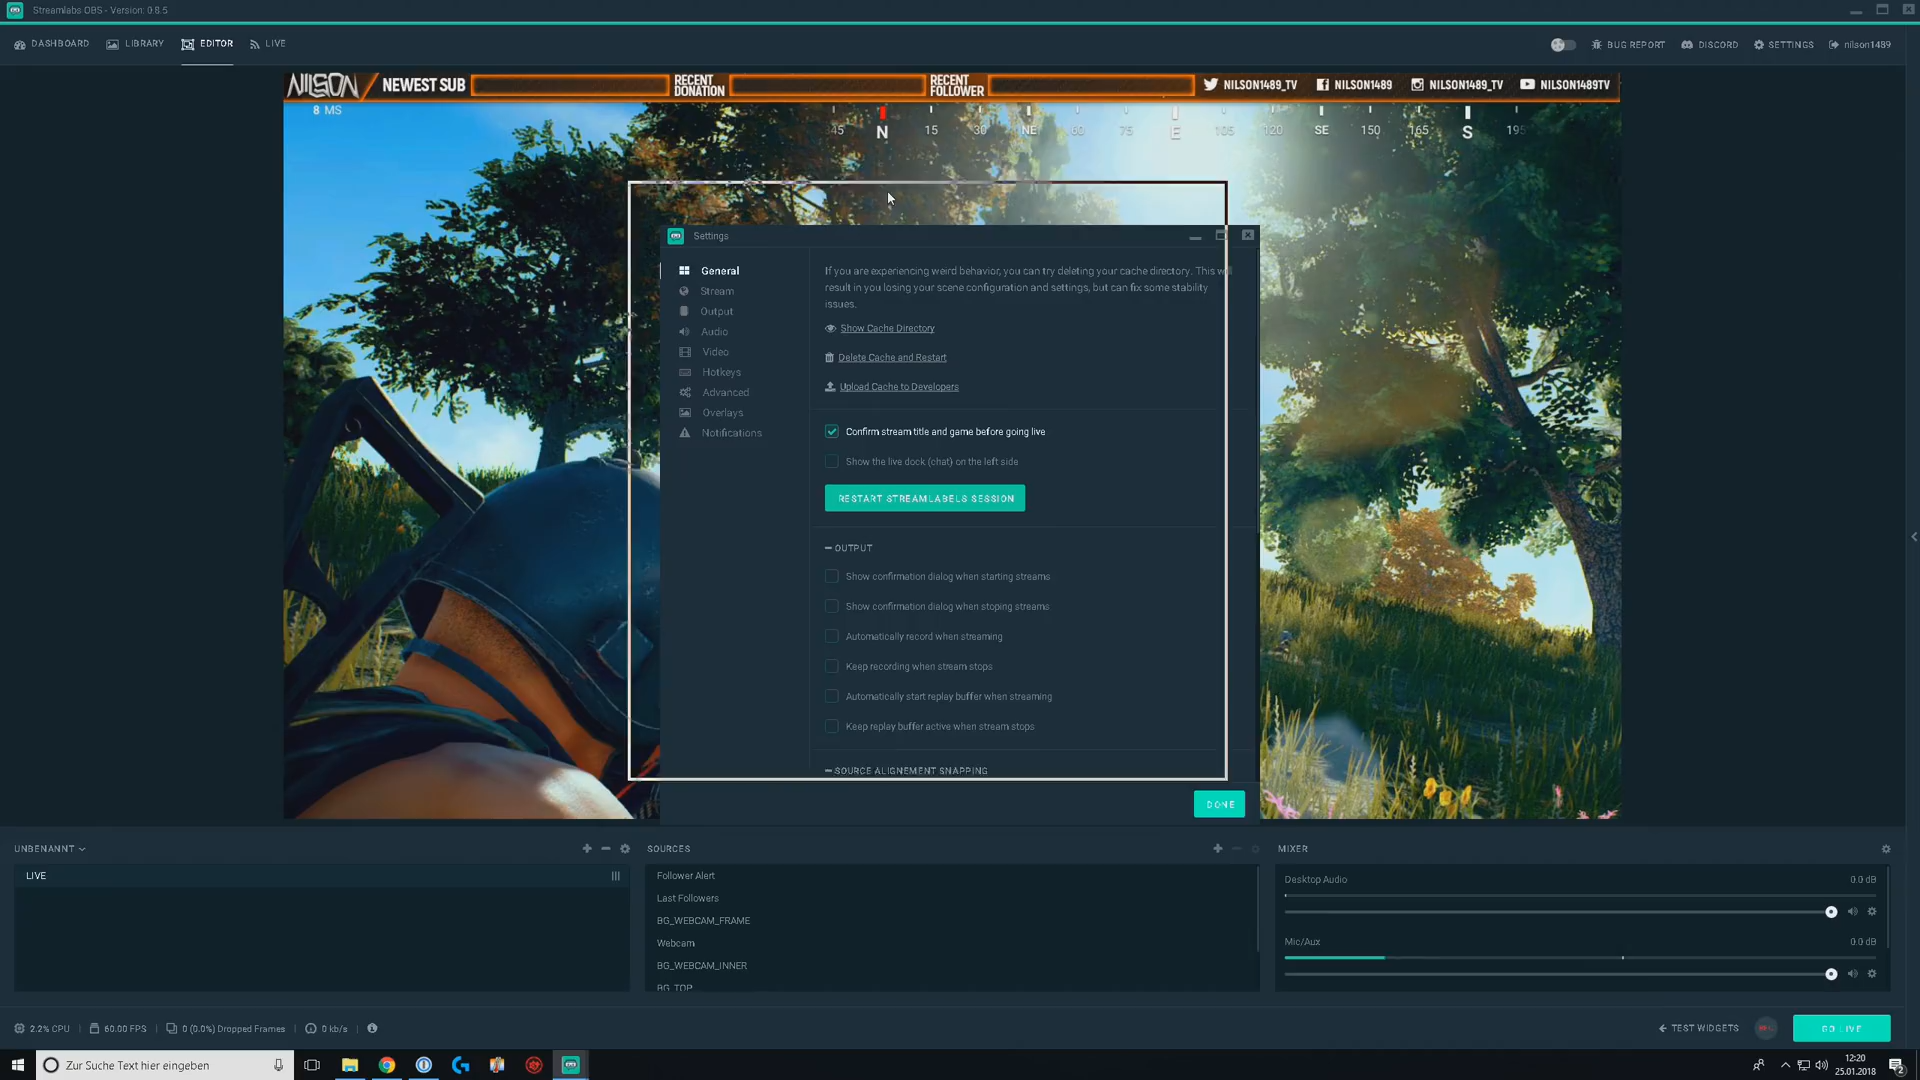 Streamlabs OBS - Version: 0.8.5
DASHBOARD LIBRARY EDITOR LIVE
BUG REPORT DISCORD SETTINGS nilson1489
NILSON NEWEST SUB RECENT DONATION RECENT FOLLOWER NILSON1489_TV NILSON1489 NILSON1489_TV NILSON1489TV
8 MS
345 N 15 30 NE 60 75 E 105 120 SE 150 165 S 195
Settings
General
Stream
Output
Audio
Video
Hotkeys
Advanced
Overlays
Notifications
If you are experiencing weird behavior, you can try deleting your cache directory. This will
result in you losing your scene configuration and settings, but can fix some stability
issues.
Show Cache Directory
Delete Cache and Restart
Upload Cache to Developers
Confirm stream title and game before going live
Show the live dock (chat) on the left side
RESTART STREAMLABELS SESSION
OUTPUT
Show confirmation dialog when starting streams
Show confirmation dialog when stoping streams
Automatically record when streaming
Keep recording when stream stops
Automatically start replay buffer when streaming
Keep replay buffer active when stream stops
SOURCE ALIGNEMENT SNAPPING
DONE
UNBENANNT
LIVE
SOURCES
Follower Alert
Last Followers
BG_WEBCAM_FRAME
Webcam
BG_WEBCAM_INNER
BG_TOP
MIXER
Desktop Audio 0.0 dB
Mic/Aux 0.0 dB
2.2% CPU 60.00 FPS 0 (0.0%) Dropped Frames 0 kb/s
TEST WIDGETS REC GO LIVE
Zur Suche Text hier eingeben
12:20
25.01.2018
2